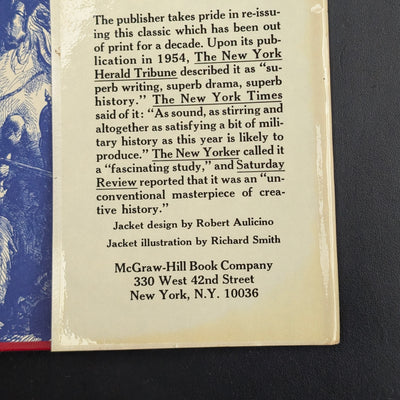 The publisher takes pride in re-issu-
ing this classic which has been out
of print for a decade. Upon its pub-
lication in 1954, The New York
Herald Tribune described it as "su-
perb writing, superb drama, superb
history." The New York Times
said of it: "As sound, as stirring and
altogether as satisfying a bit of mili-
tary history as this year is likely to
produce." The New Yorker called it
a "fascinating study," and Saturday
Review reported that it was an "un-
conventional masterpiece of crea-
tive history."
Jacket design by Robert Aulicino
Jacket illustration by Richard Smith
McGraw-Hill Book Company
330 West 42nd Street
New York, N.Y. 10036